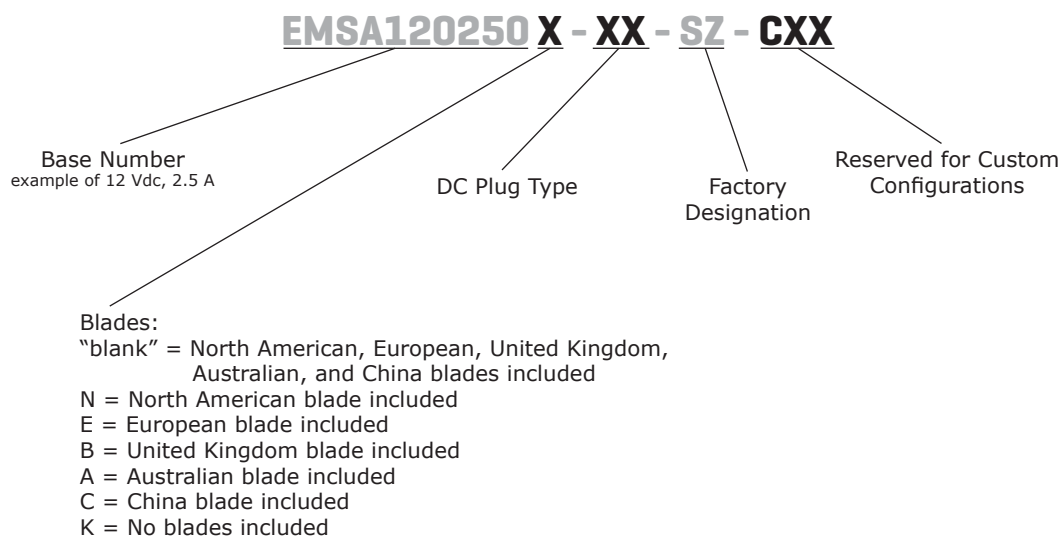 EMSA120250 X - XX - SZ - CXX
Base Number
example of 12 Vdc, 2.5 A
DC Plug Type
Factory
Designation
Reserved for Custom
Configurations
Blades:
“blank” = North American, European, United Kingdom,
Australian, and China blades included
N = North American blade included
E = European blade included
B = United Kingdom blade included
A = Australian blade included
C = China blade included
K = No blades included